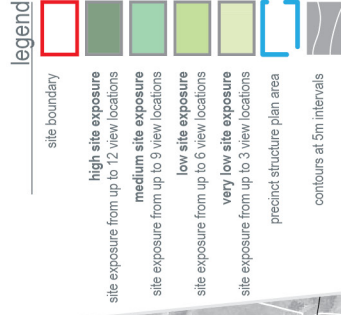 legend
site boundary
high site exposure
site exposure from up to 12 view locations
medium site exposure
site exposure from up to 9 view locations
low site exposure
site exposure from up to 6 view locations
very low site exposure
site exposure from up to 3 view locations
precinct structure plan area
contours at 5m intervals